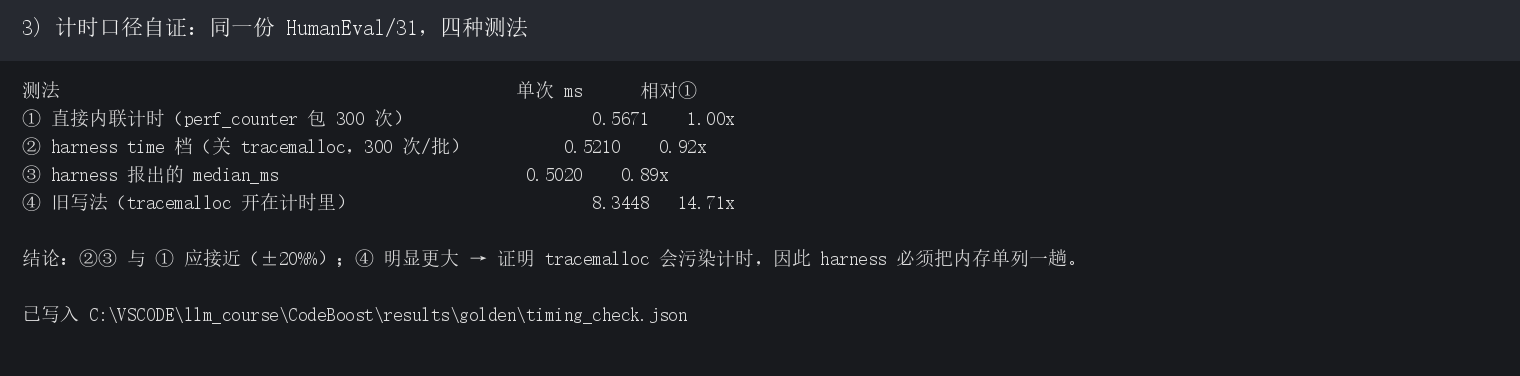 3) 计时口径自证：同一份 HumanEval/31，四种测法
测法 单次 ms 相对①
① 直接内联计时（perf_counter 包 300 次） 0.5671 1.00x
② harness time 档（关 tracemalloc，300 次/批） 0.5210 0.92x
③ harness 报出的 median_ms 0.5020 0.89x
④ 旧写法（tracemalloc 开在计时里） 8.3448 14.71x
结论：②③ 与 ① 应接近（±20%%）；④ 明显更大 → 证明 tracemalloc 会污染计时，因此 harness 必须把内存单列一趟。
已写入 C:\VSCODE\llm_course\CodeBoost\results\golden\timing_check.json